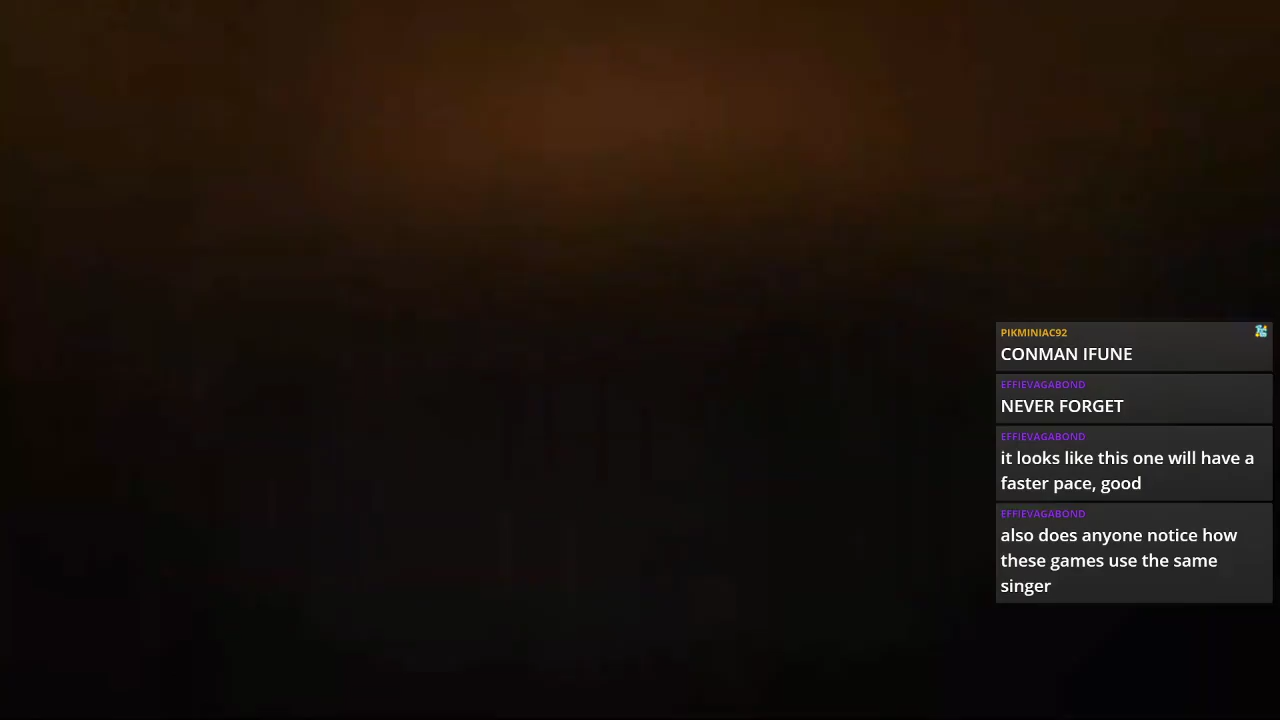 PIKMINIAC92
CONMAN IFUNE
EFFIEVAGABOND
NEVER FORGET
EFFIEVAGABOND
it looks like this one will have a
faster pace, good
EFFIEVAGABOND
also does anyone notice how
these games use the same
singer